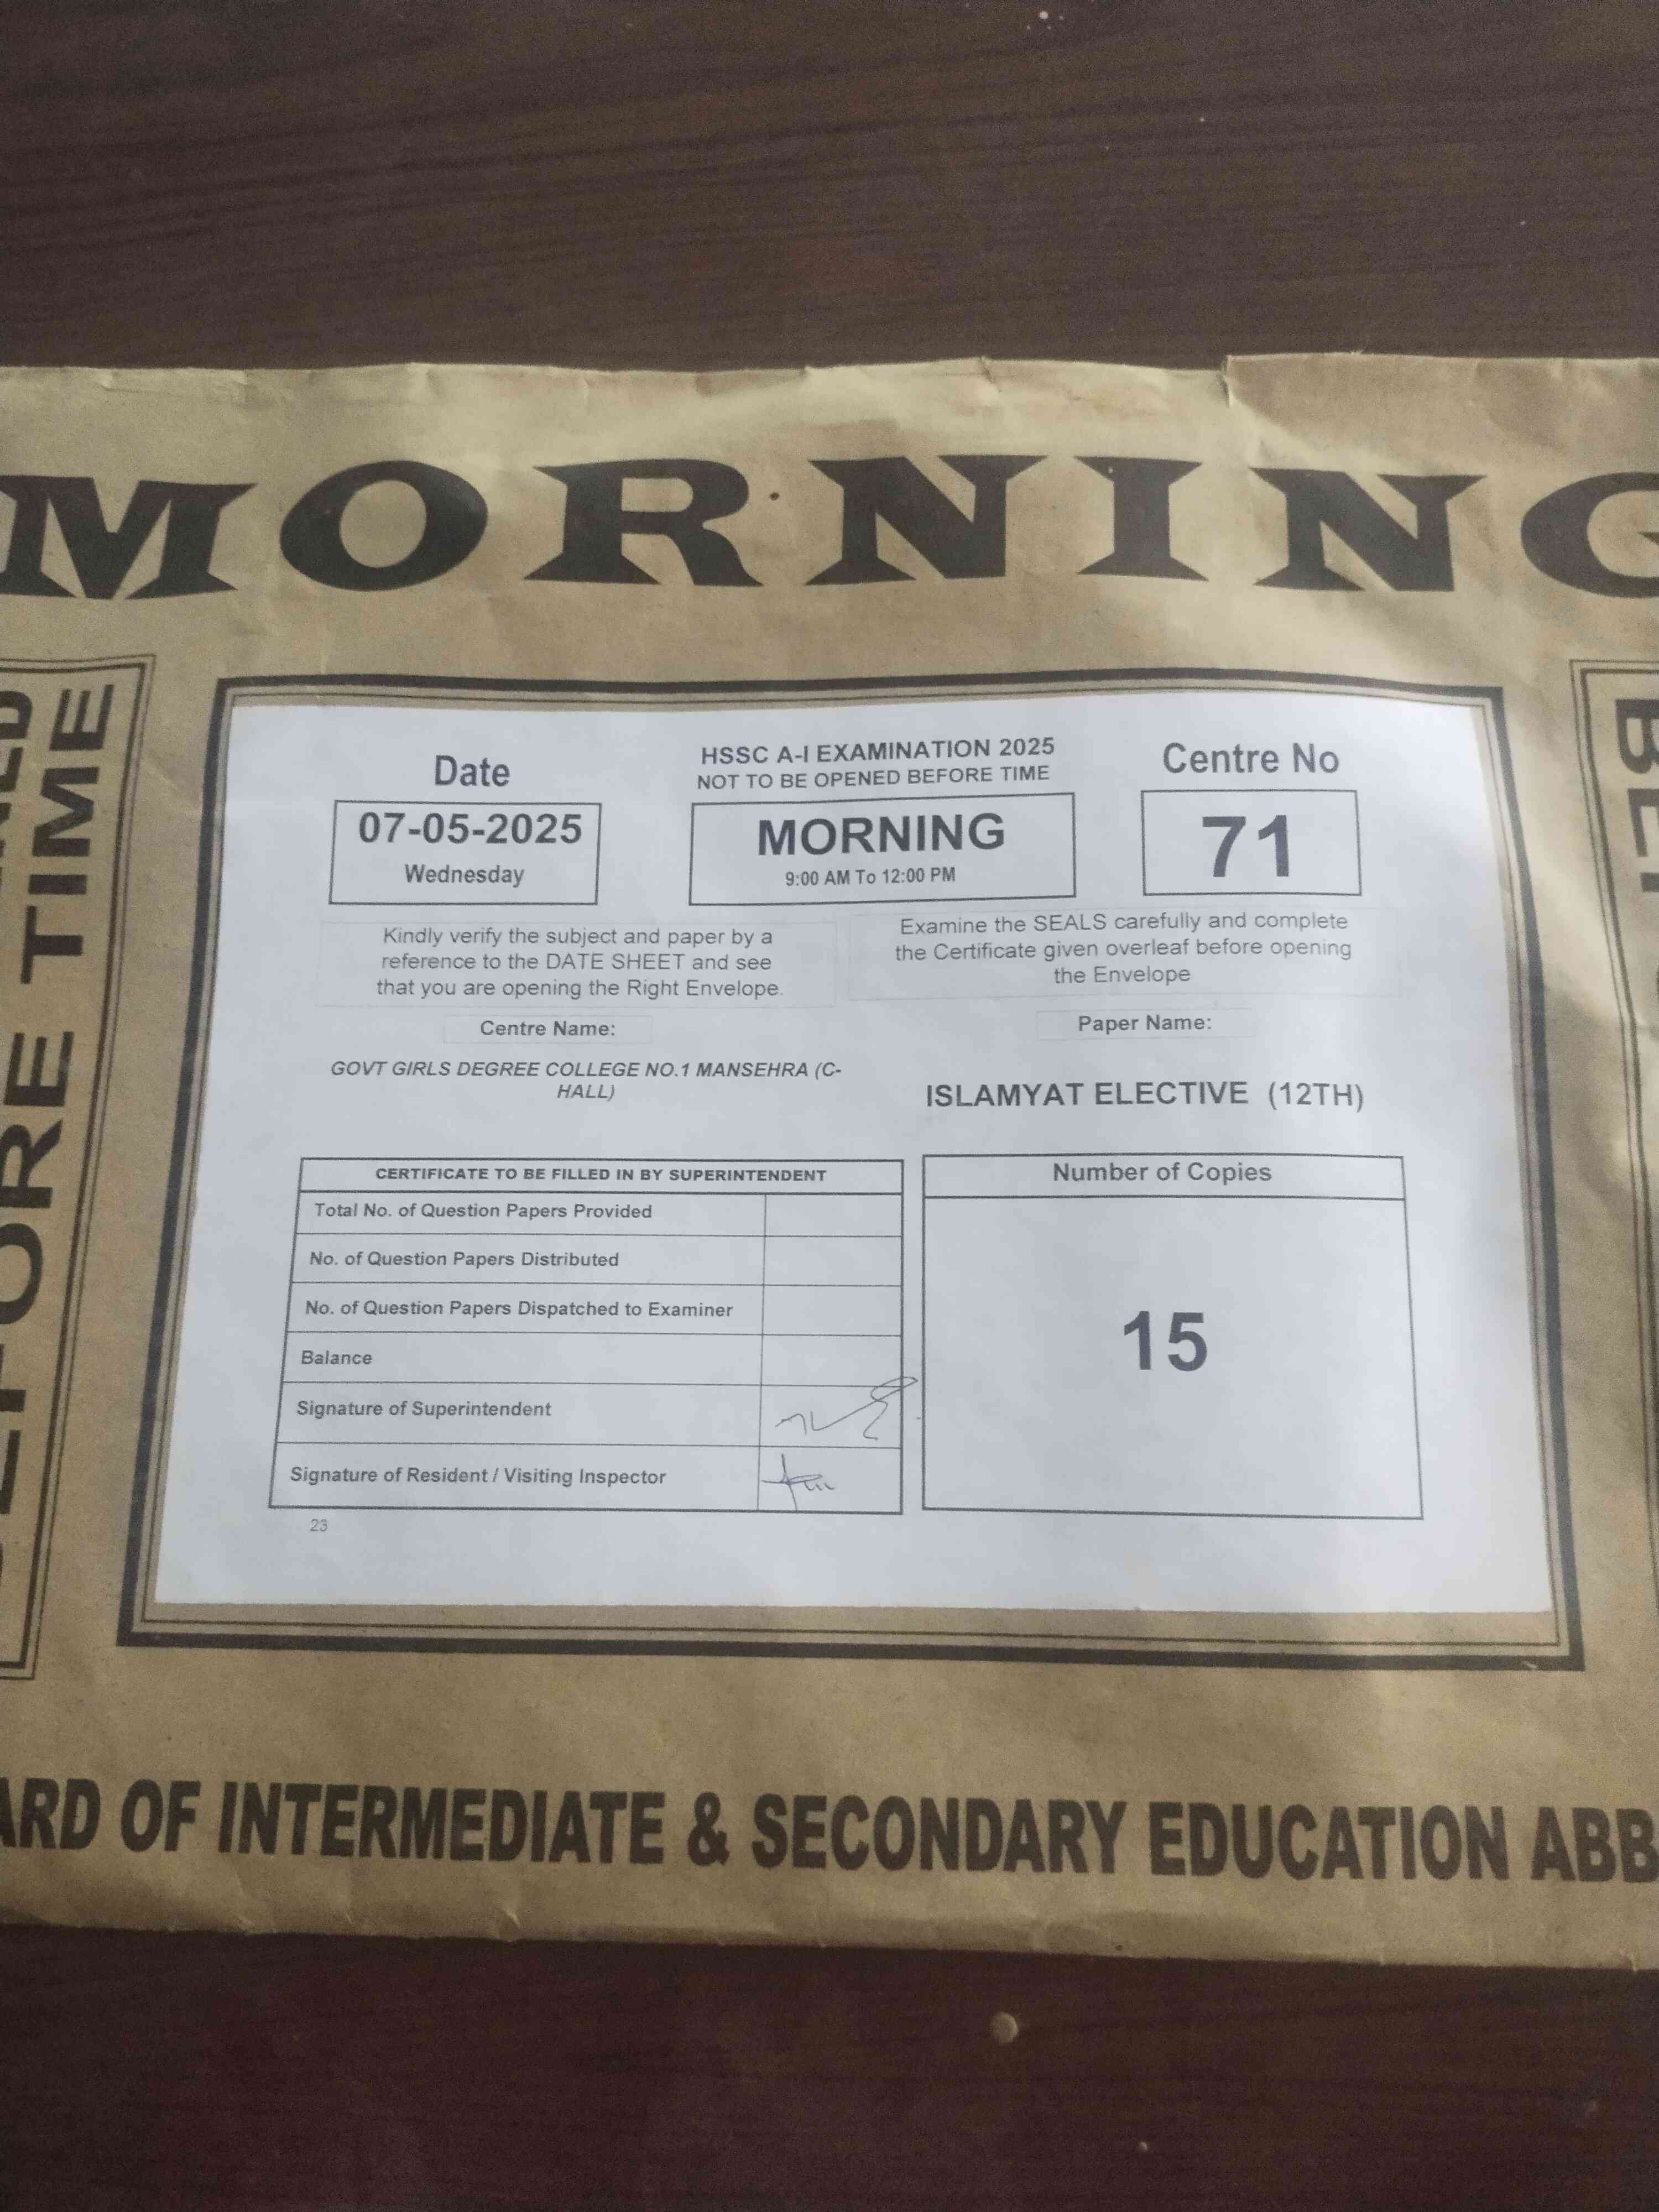 MORNING
BEFORE TIME
Date
HSSC A-I EXAMINATION 2025
NOT TO BE OPENED BEFORE TIME
Centre No
07-05-2025
Wednesday
MORNING
9:00 AM To 12:00 PM
71
Kindly verify the subject and paper by a
reference to the DATE SHEET and see
that you are opening the Right Envelope.
Examine the SEALS carefully and complete
the Certificate given overleaf before opening
the Envelope
Centre Name:
Paper Name:
GOVT GIRLS DEGREE COLLEGE NO.1 MANSEHRA (C-
HALL)
ISLAMYAT ELECTIVE (12TH)
CERTIFICATE TO BE FILLED IN BY SUPERINTENDENT
Total No. of Question Papers Provided
No. of Question Papers Distributed
No. of Question Papers Dispatched to Examiner
Balance
Signature of Superintendent
Signature of Resident / Visiting Inspector
Number of Copies
15
23
ARD OF INTERMEDIATE & SECONDARY EDUCATION ABB